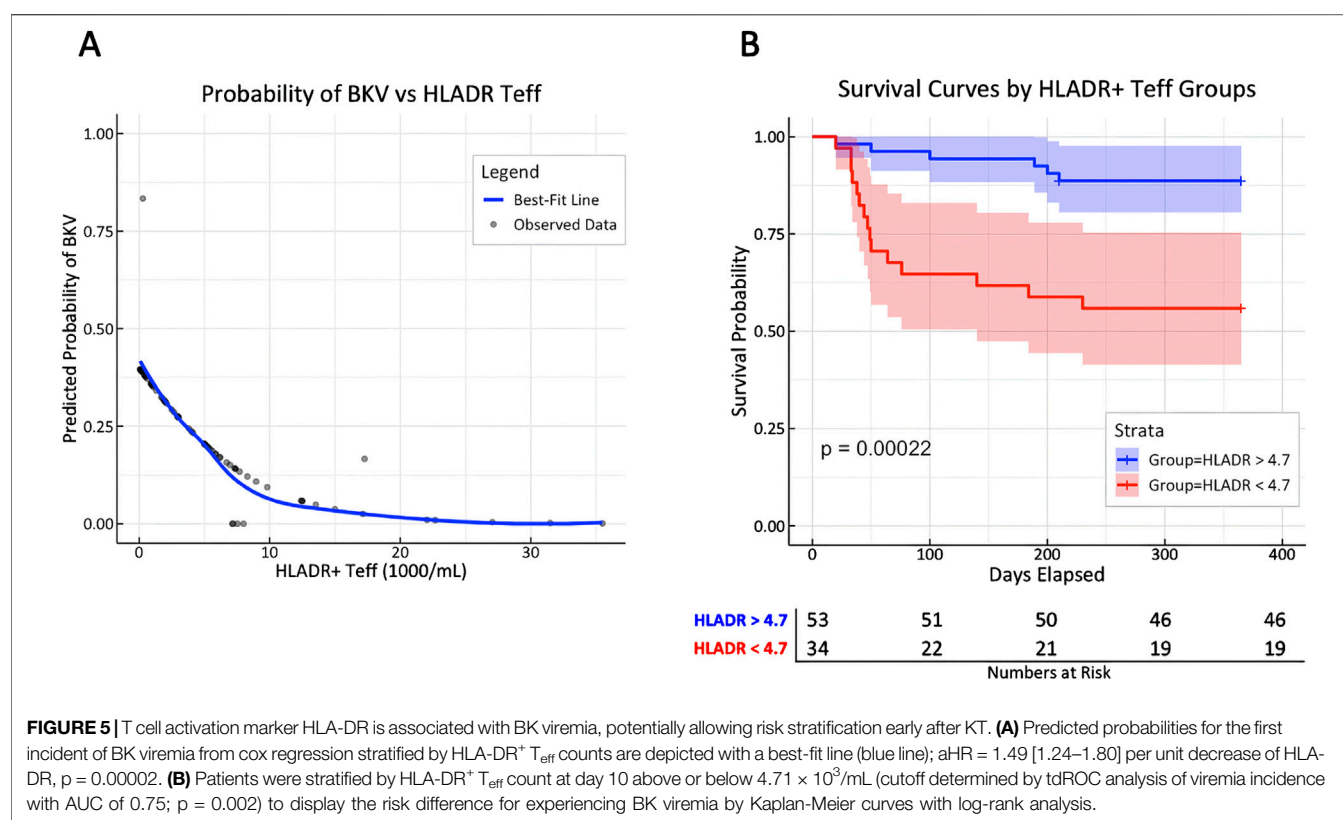 A
Probability of BKV vs HLADR Teff
1.00
0.75
0.50
0.25
0.00
Predicted Probability of BKV
Legend
Best-Fit Line
Observed Data
0 10 20 30
HLADR+ Teff (1000/mL)
B
Survival Curves by HLADR+ Teff Groups
1.00
0.75
0.50
0.25
0.00
Survival Probability
p = 0.00022
Strata
Group=HLADR > 4.7
Group=HLADR < 4.7
0 100 200 300 400
Days Elapsed
HLADR > 4.7 53 51 50 46 46
HLADR < 4.7 34 22 21 19 19
Numbers at Risk
FIGURE 5 | T cell activation marker HLA-DR is associated with BK viremia, potentially allowing risk stratification early after KT. (A) Predicted probabilities for the first
incident of BK viremia from cox regression stratified by HLA-DR+ Teff counts are depicted with a best-fit line (blue line); aHR = 1.49 [1.24–1.80] per unit decrease of HLA-
DR, p = 0.00002. (B) Patients were stratified by HLA-DR+ Teff count at day 10 above or below 4.71 × 10³/mL (cutoff determined by tdROC analysis of viremia incidence
with AUC of 0.75; p = 0.002) to display the risk difference for experiencing BK viremia by Kaplan-Meier curves with log-rank analysis.